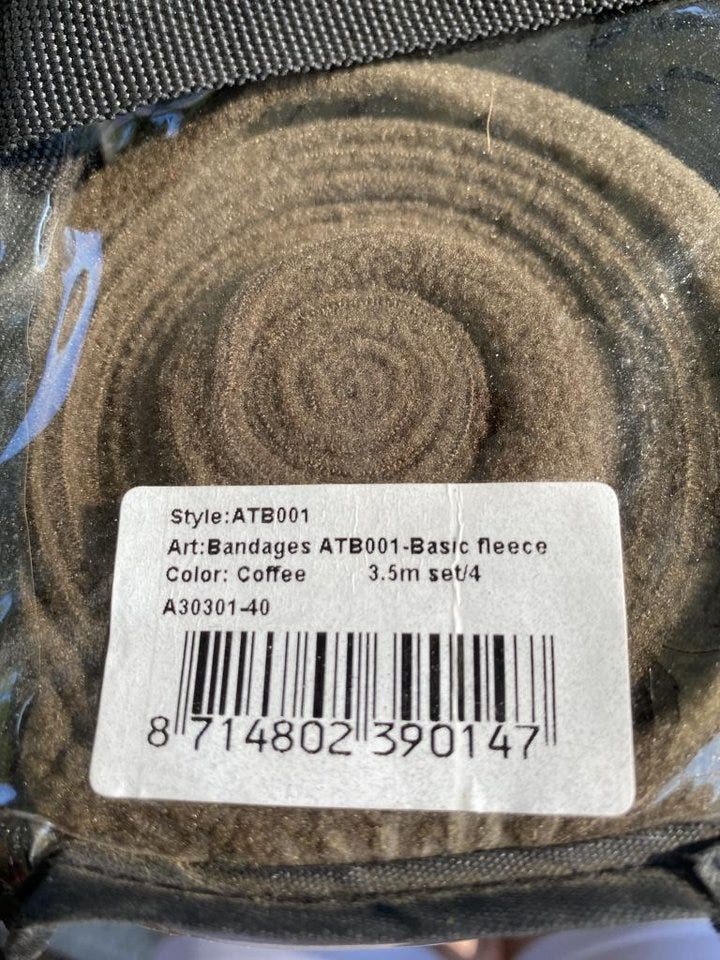 Style:ATB001
Art:Bandages ATB001-Basic fleece
Color: Coffee 3.5m set/4
A30301-40
8 714802 390147